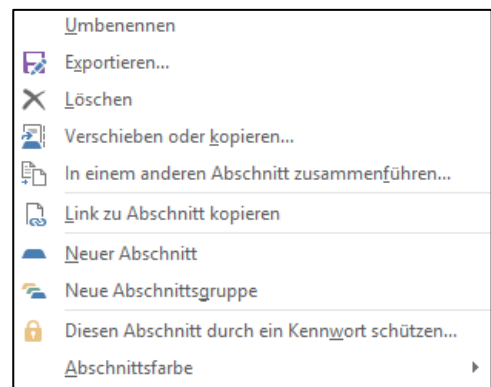 Umbenennen
Exportieren...
Löschen
Verschieben oder kopieren...
In einem anderen Abschnitt zusammenführen...
Link zu Abschnitt kopieren
Neuer Abschnitt
Neue Abschnittsgruppe
Diesen Abschnitt durch ein Kennwort schützen...
Abschnittsfarbe